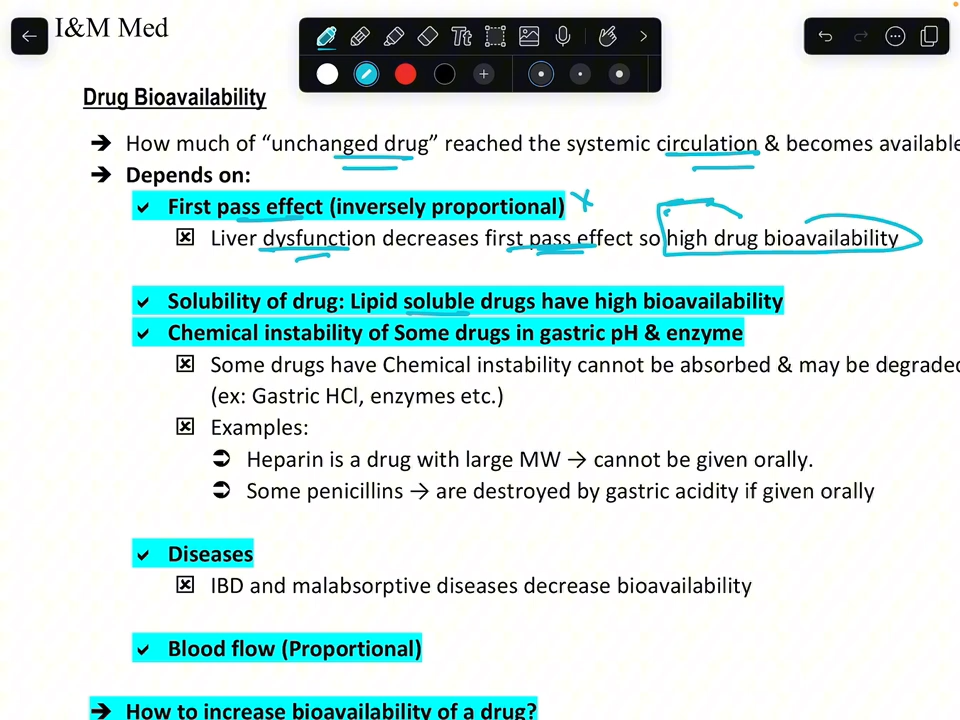 I&M Med
Tt
Drug Bioavailability
➔ How much of “unchanged drug” reached the systemic circulation & becomes available
➔ Depends on:
✓ First pass effect (inversely proportional)
☒ Liver dysfunction decreases first pass effect so high drug bioavailability
✓ Solubility of drug: Lipid soluble drugs have high bioavailability
✓ Chemical instability of Some drugs in gastric pH & enzyme
☒ Some drugs have Chemical instability cannot be absorbed & may be degraded
(ex: Gastric HCl, enzymes etc.)
☒ Examples:
➲ Heparin is a drug with large MW → cannot be given orally.
➲ Some penicillins → are destroyed by gastric acidity if given orally
✓ Diseases
☒ IBD and malabsorptive diseases decrease bioavailability
✓ Blood flow (Proportional)
➔ How to increase bioavailability of a drug?